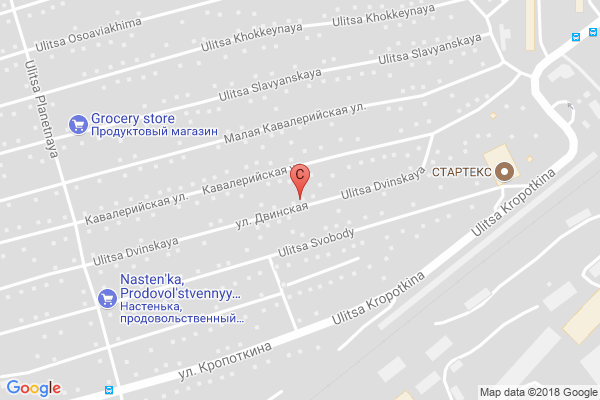 Ulitsa Osoaviakhima
Ulitsa Khokkeynaya
Ulitsa Khokkeynaya
Ulitsa Slavyanskaya
Ulitsa Slavyanskaya
Ulitsa Planetnaya
Grocery store
Продуктовый магазин
Малая Кавалерийская ул.
Кавалерийская ул.
Кавалерийская у
C
СТАРТЕКС
Ulitsa Dvinskaya
ул. Двинская
Ulitsa Dvinskaya
Ulitsa Svobody
Ulitsa Kropotkina
Nasten'ka,
Prodovol'stvennyy…
Настенька,
продовольственный…
Ulitsa Kropotkina
ул. Кропоткина
Google
Map data ©2018 Google